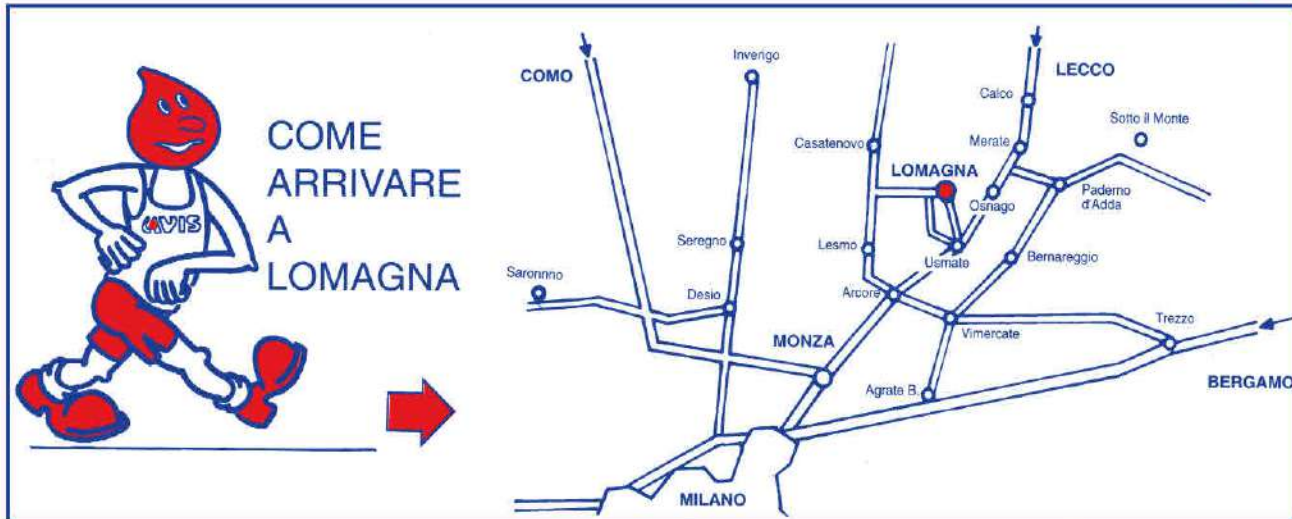 COME
ARRIVARE
A
LOMAGNA
AVIS
COMO
Inverigo
LECCO
Calco
Sotto il Monte
Casatenovo
Merate
LOMAGNA
Osnago
Paderno
d'Adda
Seregno
Lesmo
Usmate
Bernareggio
Saronnno
Desio
Arcore
Trezzo
MONZA
Vimercate
Agrate B.
BERGAMO
MILANO